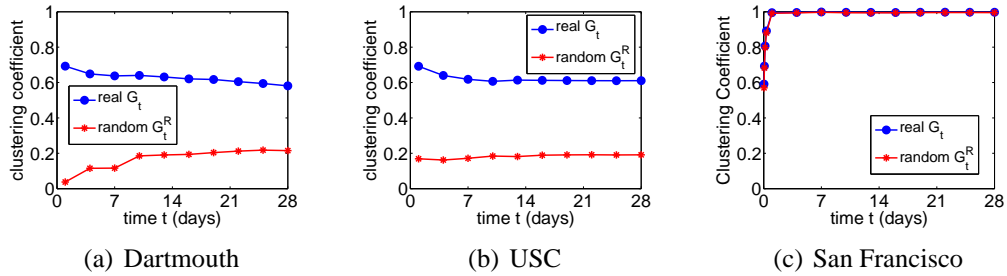 clustering coefficient
1
0.8
0.6
0.4
0.2
0
real G_t
random G_t^R
0 7 14 21 28
time t (days)
(a) Dartmouth
clustering coefficient
1
0.8
0.6
0.4
0.2
0
real G_t
random G_t^R
7 14 21 28
time t (days)
(b) USC
Clustering Coefficient
1
0.8
0.6
0.4
0.2
0
real G_t
random G_t^R
0 7 14 21 28
time t (days)
(c) San Francisco